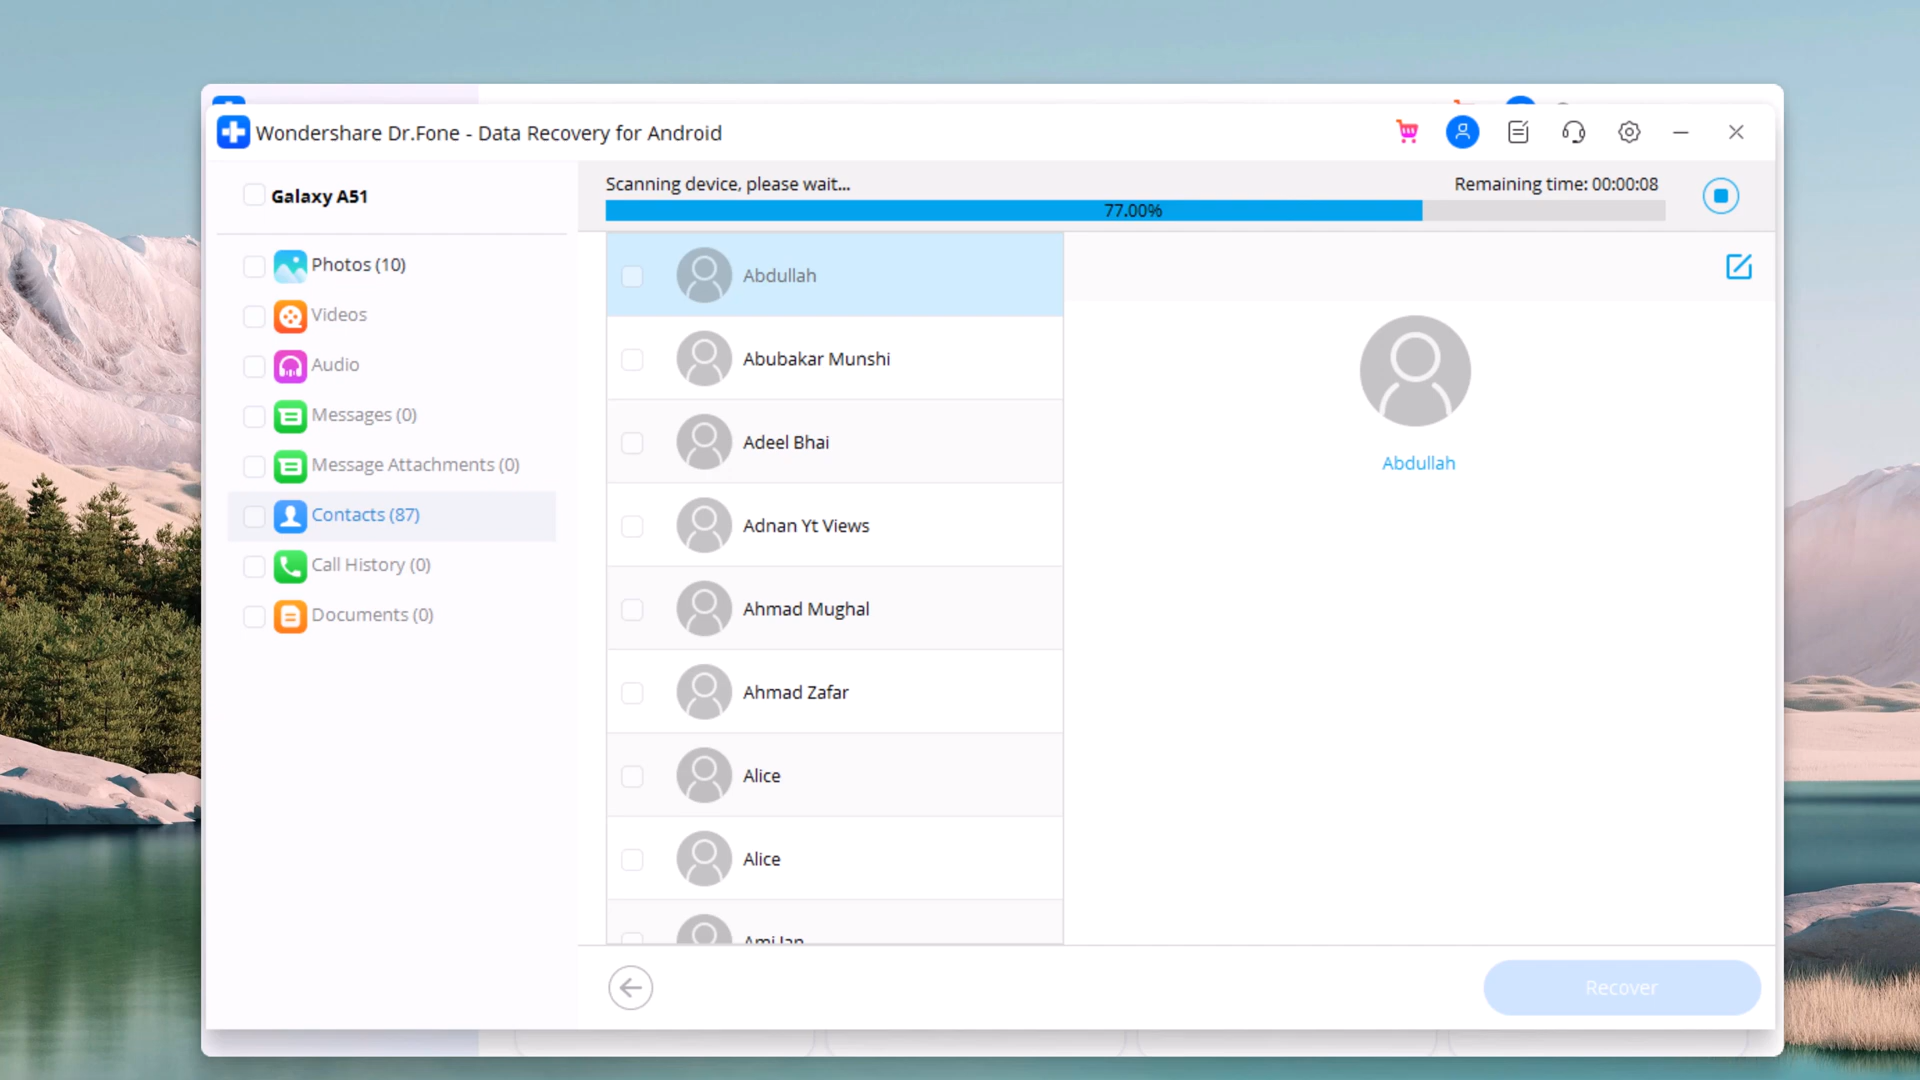 Wondershare Dr.Fone - Data Recovery for Android
Galaxy A51
Scanning device, please wait...
Remaining time: 00:00:08
77.00%
Photos (10)
Videos
Audio
Messages (0)
Message Attachments (0)
Contacts (87)
Call History (0)
Documents (0)
Abdullah
Abubakar Munshi
Adeel Bhai
Adnan Yt Views
Ahmad Mughal
Ahmad Zafar
Alice
Alice
Ami Jan
Abdullah
Recover